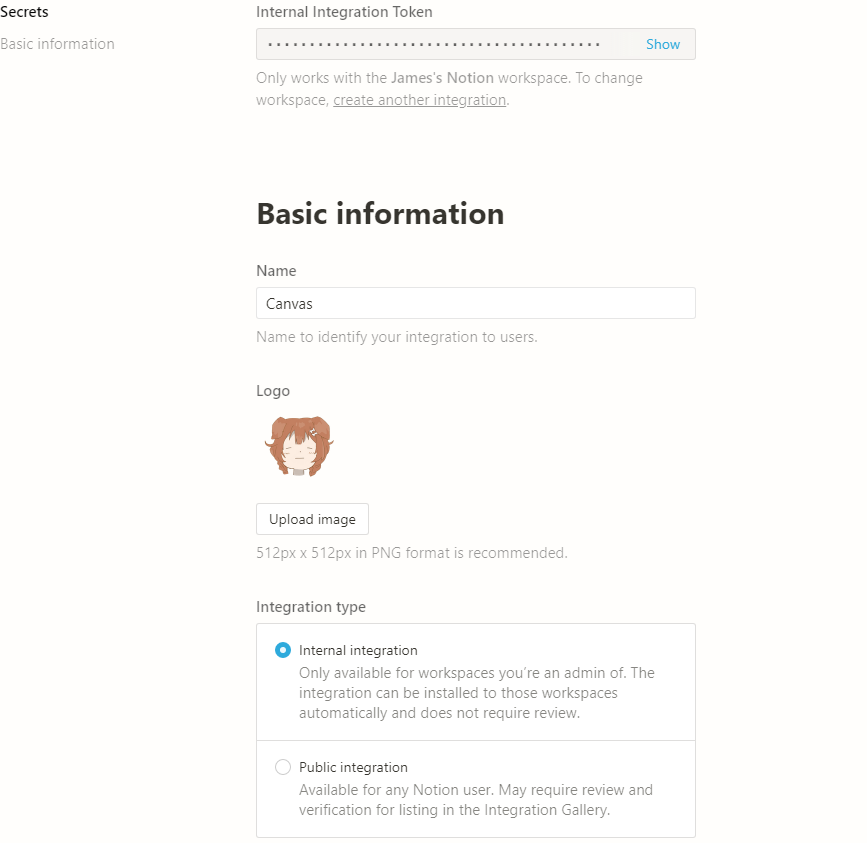 Secrets
Basic information
Internal Integration Token
••••••••••••••••••••••••••••••••••••••••
Show
Only works with the James's Notion workspace. To change
workspace, create another integration.
Basic information
Name
Canvas
Name to identify your integration to users.
Logo
Upload image
512px x 512px in PNG format is recommended.
Integration type
Internal integration
Only available for workspaces you’re an admin of. The
integration can be installed to those workspaces
automatically and does not require review.
Public integration
Available for any Notion user. May require review and
verification for listing in the Integration Gallery.